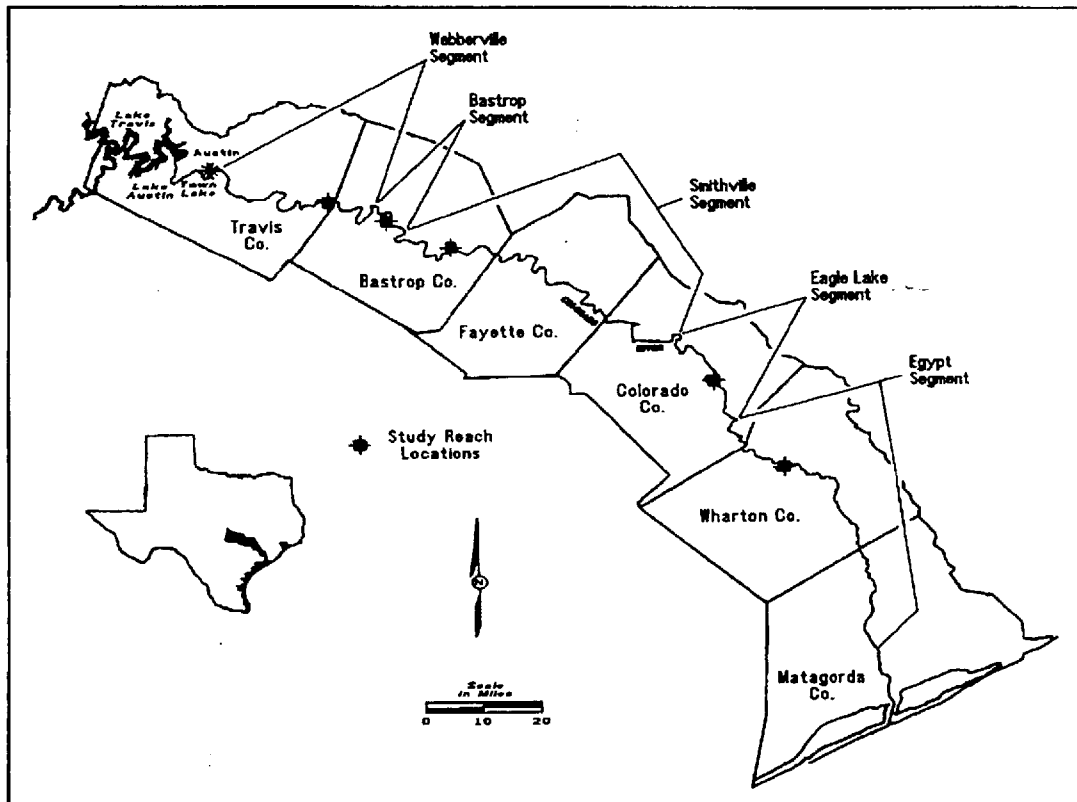 Webberville
Segment
Bastrop
Segment
Lake
Travis
Austin
Lake
Austin
Town
Lake
Smithville
Segment
Travis
Co.
Bastrop Co.
Eagle Lake
Segment
COLORADO
Fayette Co.
RIVER
Egypt
Segment
Colorado
Co.
Study Reach
Locations
Wharton Co.
N
Matagorda
Co.
Scale
in Miles
0 10 20